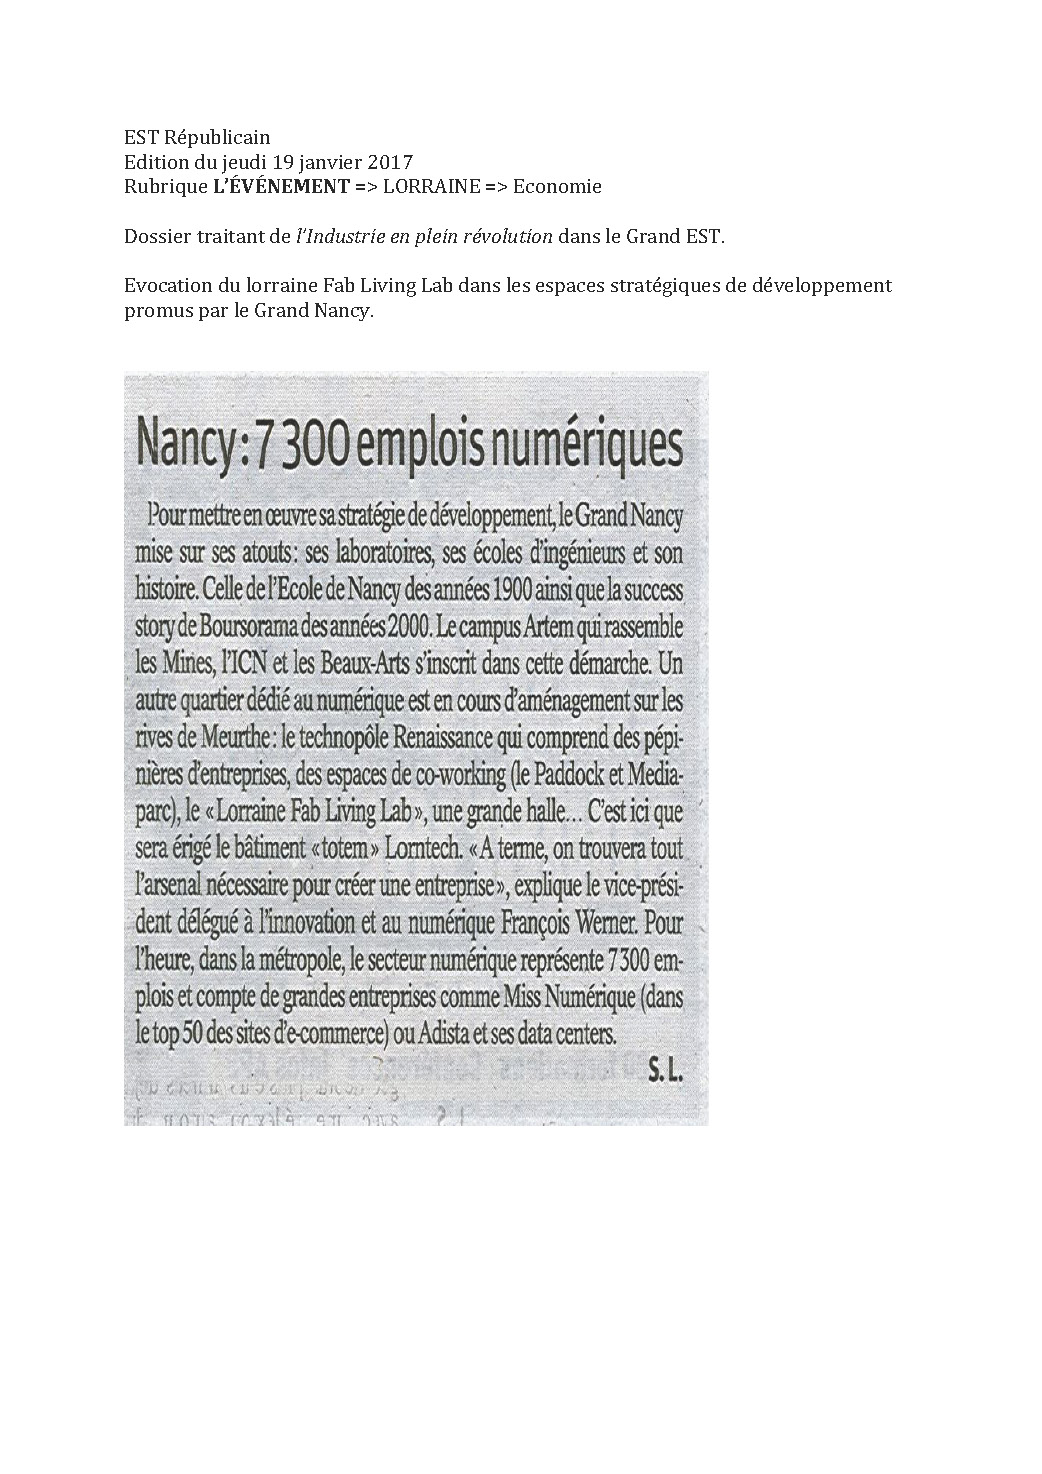 EST Républicain
Edition du jeudi 19 janvier 2017
Rubrique L'ÉVÉNEMENT => LORRAINE => Economie
Dossier traitant de l'Industrie en plein révolution dans le Grand EST.
Evocation du lorraine Fab Living Lab dans les espaces stratégiques de développement
promus par le Grand Nancy.
Nancy : 7 300 emplois numériques
Pour mettre en œuvre sa stratégie de développement, le Grand Nancy
mise sur ses atouts : ses laboratoires, ses écoles d'ingénieurs et son
histoire. Celle de l'Ecole de Nancy des années 1900 ainsi que la success
story de Boursorama des années 2000. Le campus Artem qui rassemble
les Mines, l'ICN et les Beaux-Arts s'inscrit dans cette démarche. Un
autre quartier dédié au numérique est en cours d'aménagement sur les
rives de Meurthe : le technopôle Renaissance qui comprend des pépi-
nières d'entreprises, des espaces de co-working (le Paddock et Media-
parc), le « Lorraine Fab Living Lab », une grande halle… C'est ici que
sera érigé le bâtiment « totem » Lorntech. « A terme, on trouvera tout
l'arsenal nécessaire pour créer une entreprise », explique le vice-prési-
dent délégué à l'innovation et au numérique François Werner. Pour
l'heure, dans la métropole, le secteur numérique représente 7300 em-
plois et compte de grandes entreprises comme Miss Numérique (dans
le top 50 des sites d'e-commerce) ou Adista et ses data centers.
S. L.